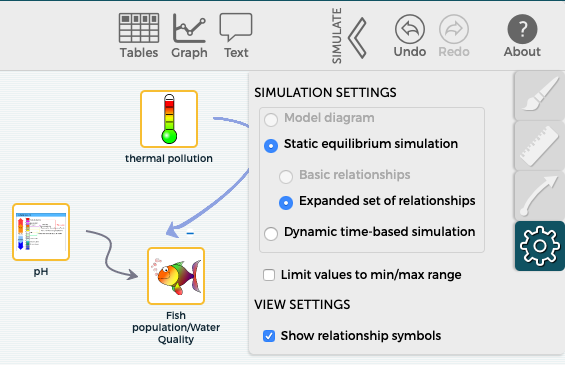 Tables
Graph
Text
SIMULATE
Undo
Redo
About
SIMULATION SETTINGS
Model diagram
Static equilibrium simulation
Basic relationships
Expanded set of relationships
Dynamic time-based simulation
Limit values to min/max range
VIEW SETTINGS
Show relationship symbols
thermal pollution
pH
Fish
population/Water
Quality